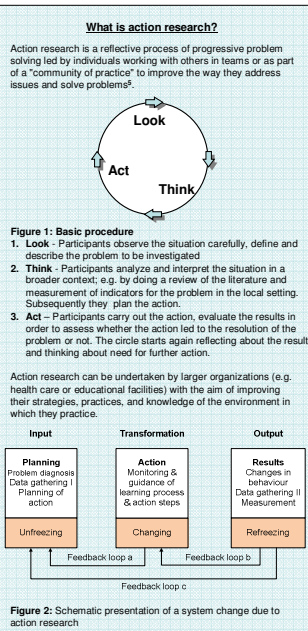 What is action research?
Action research is a reflective process of progressive problem
solving led by individuals working with others in teams or as part
of a "community of practice" to improve the way they address
issues and solve problems⁵.
Look
Act
Think
Figure 1: Basic procedure
1. Look - Participants observe the situation carefully, define and
describe the problem to be investigated
2. Think - Participants analyze and interpret the situation in a
broader context; e.g. by doing a review of the literature and
measurement of indicators for the problem in the local setting.
Subsequently they plan the action.
3. Act – Participants carry out the action, evaluate the results in
order to assess whether the action led to the resolution of the
problem or not. The circle starts again reflecting about the result
and thinking about need for further action.
Action research can be undertaken by larger organizations (e.g.
health care or educational facilities) with the aim of improving
their strategies, practices, and knowledge of the environment in
which they practice.
Input Transformation Output
Planning
Problem diagnosis
Data gathering I
Planning of
action
Unfreezing
Action
Monitoring &
guidance of
learning process
& action steps
Changing
Results
Changes in
behaviour
Data gathering II
Measurement
Refreezing
Feedback loop a
Feedback loop b
Feedback loop c
Figure 2: Schematic presentation of a system change due to
action research